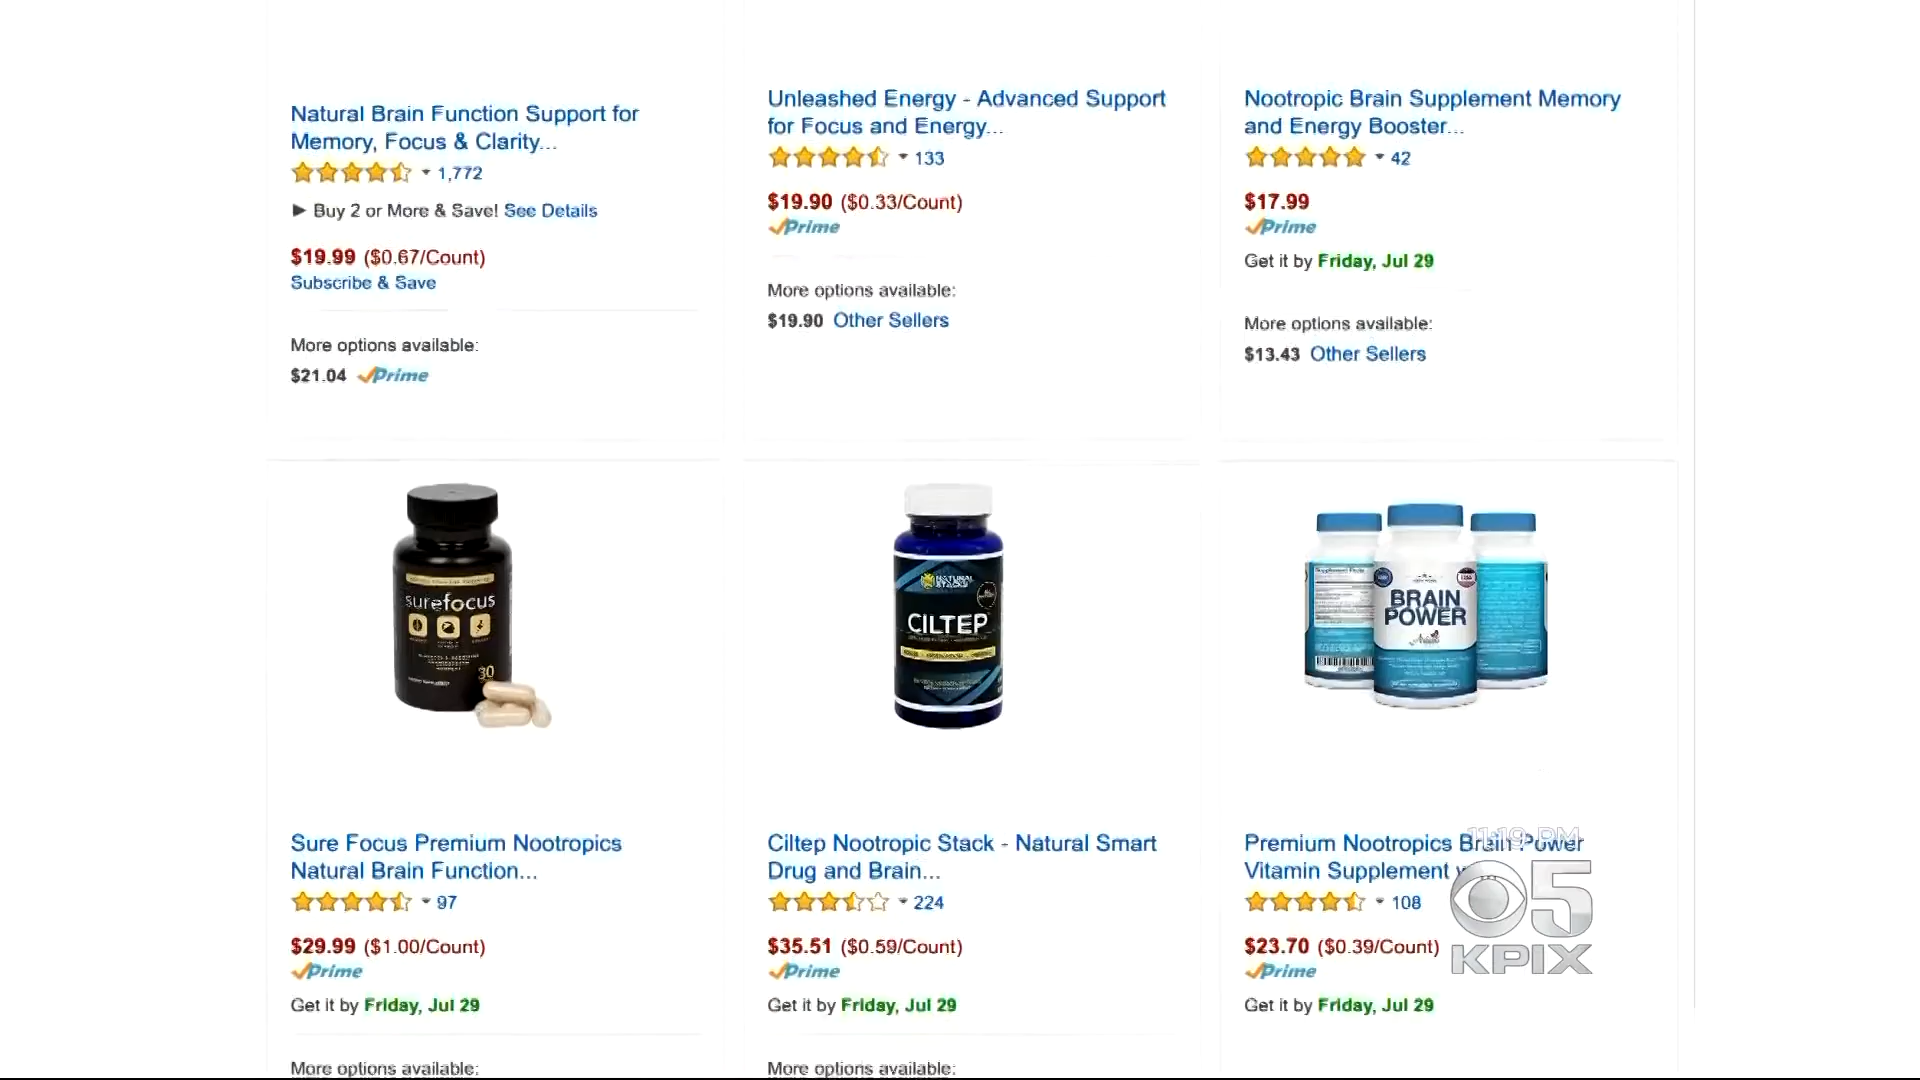 Natural Brain Function Support for
Memory, Focus & Clarity...
1,772
Buy 2 or More & Save! See Details
$19.99 ($0.67/Count)
Subscribe & Save
More options available:
$21.04 Prime
Unleashed Energy - Advanced Support
for Focus and Energy...
133
$19.90 ($0.33/Count)
Prime
More options available:
$19.90 Other Sellers
Nootropic Brain Supplement Memory
and Energy Booster...
42
$17.99
Prime
Get it by Friday, Jul 29
More options available:
$13.43 Other Sellers
surefocus
30
Sure Focus Premium Nootropics
Natural Brain Function...
97
$29.99 ($1.00/Count)
Prime
Get it by Friday, Jul 29
More options available:
NATURAL
STACKS
CILTEP
Ciltep Nootropic Stack - Natural Smart
Drug and Brain...
224
$35.51 ($0.59/Count)
Prime
Get it by Friday, Jul 29
More options available:
Supplement Facts
BRAIN
POWER
Premium Nootropics Brain Power
Vitamin Supplement
108
$23.70 ($0.39/Count)
Prime
Get it by Friday, Jul 29
11:19 PM
5
KPIX